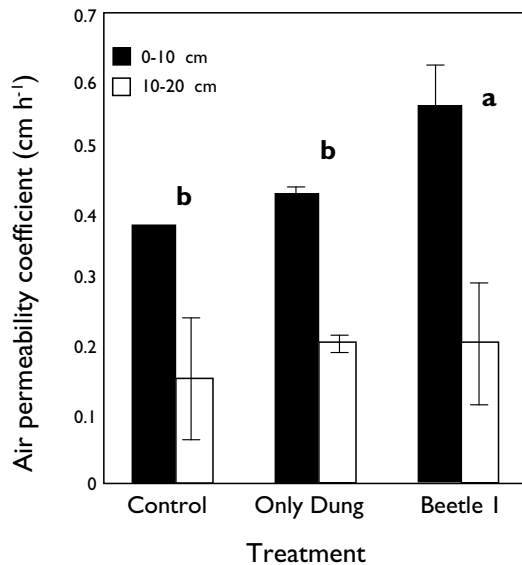 0.7
0.6
0.5
0.4
0.3
0.2
0.1
0
Air permeability coefficient (cm h-1)
0-10 cm
10-20 cm
b
b
a
Control Only Dung Beetle 1
Treatment